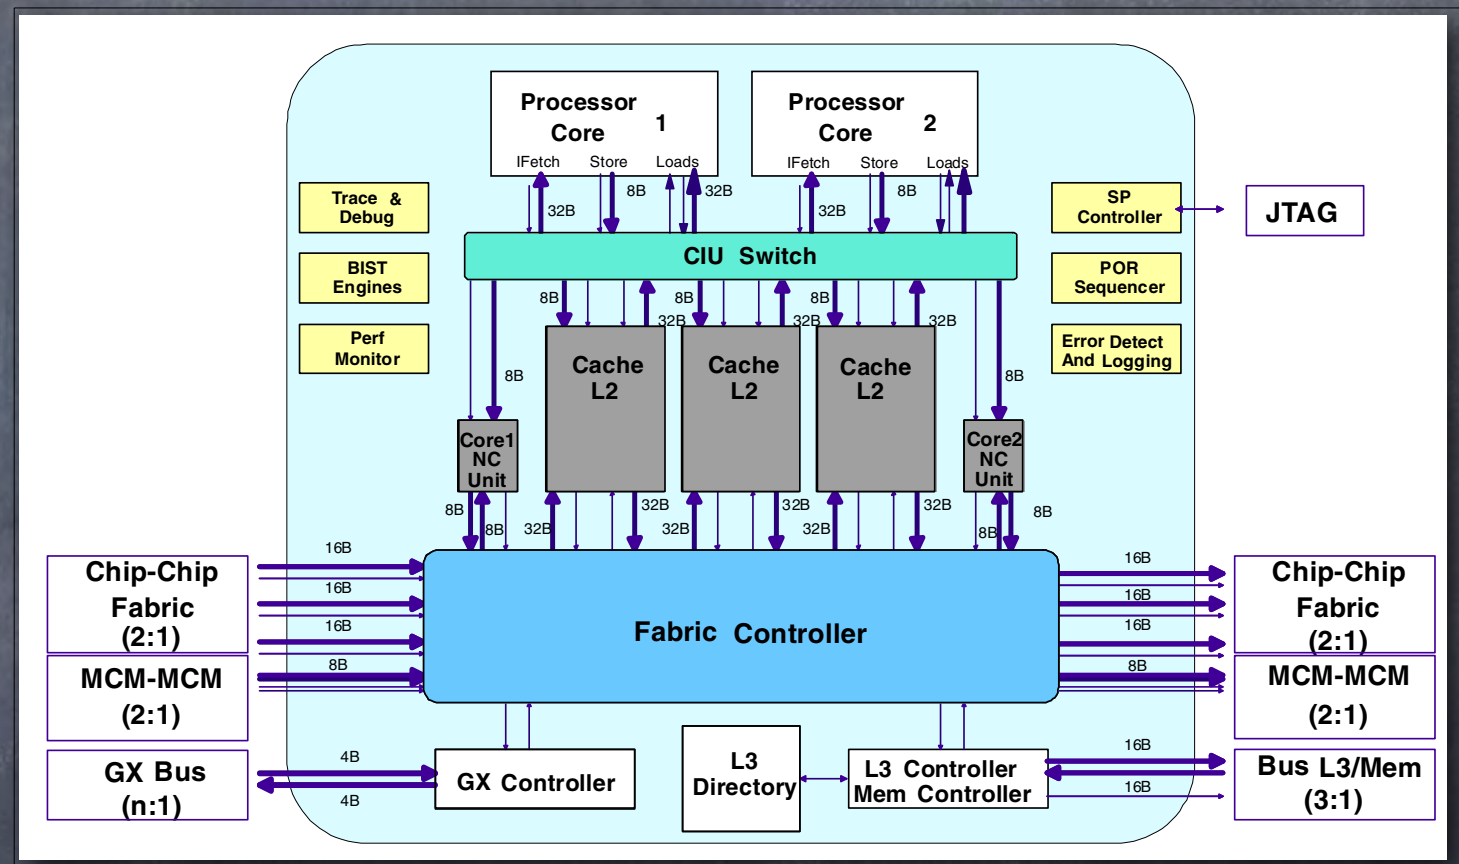 Processor
Core 1
IFetch Store Loads
Processor
Core 2
IFetch Store Loads
8B
32B
32B
8B
32B
Trace & Debug
BIST
Engines
Perf
Monitor
SP
Controller
POR
Sequencer
Error Detect
And Logging
JTAG
CIU Switch
8B
32B
8B
32B
8B
32B
8B
8B
Cache
L2
Cache
L2
Cache
L2
Core1
NC
Unit
Core2
NC
Unit
8B
8B
32B
32B
32B
32B
32B
32B
8B
8B
Chip-Chip
Fabric
(2:1)
MCM-MCM
(2:1)
GX Bus
(n:1)
16B
16B
16B
8B
4B
4B
Fabric Controller
GX Controller
L3
Directory
L3 Controller
Mem Controller
16B
16B
16B
8B
16B
16B
Chip-Chip
Fabric
(2:1)
MCM-MCM
(2:1)
Bus L3/Mem
(3:1)